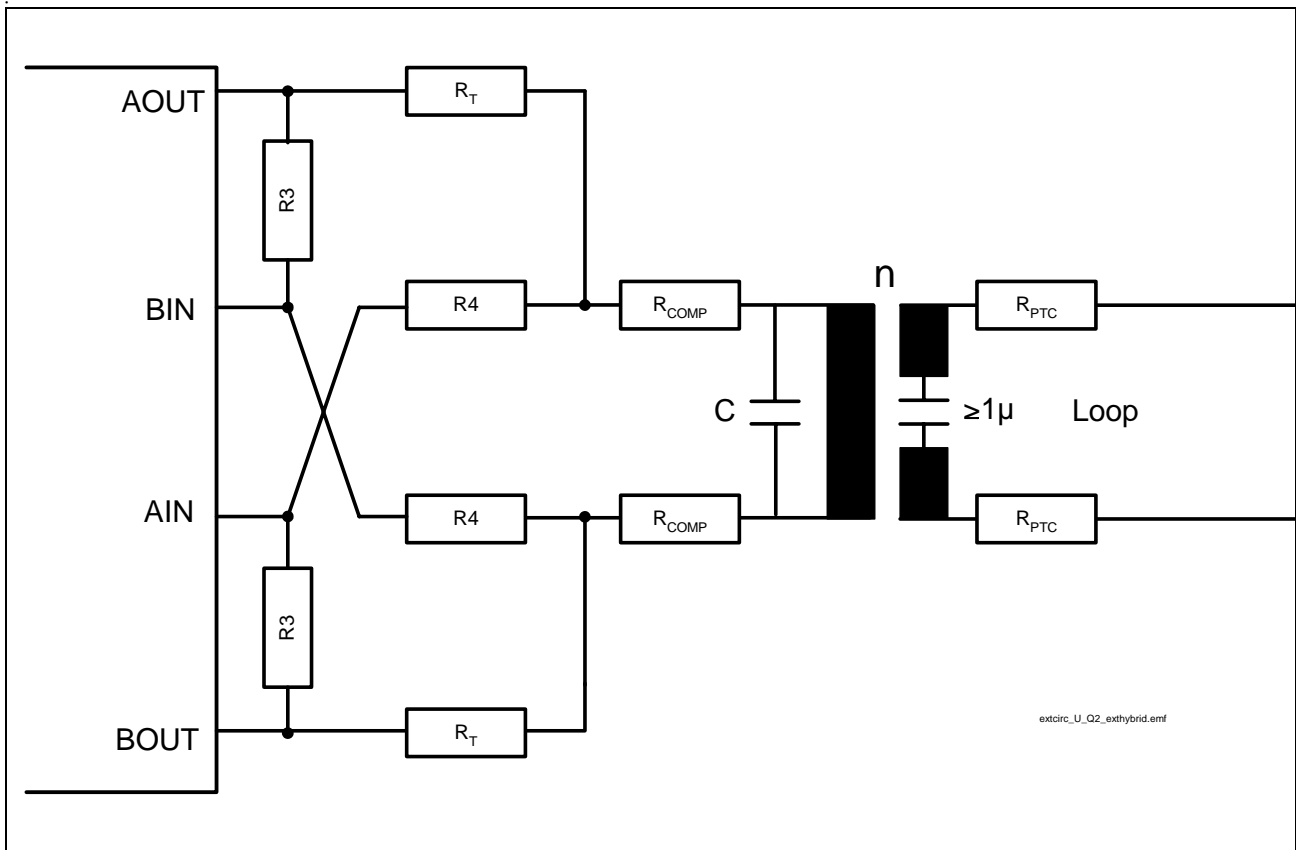 AOUT
R_T
R3
BIN
R4
R_COMP
n
R_PTC
C
≥1µ
Loop
AIN
R4
R_COMP
R_PTC
R3
BOUT
R_T
extcirc_U_Q2_exthybrid.emf